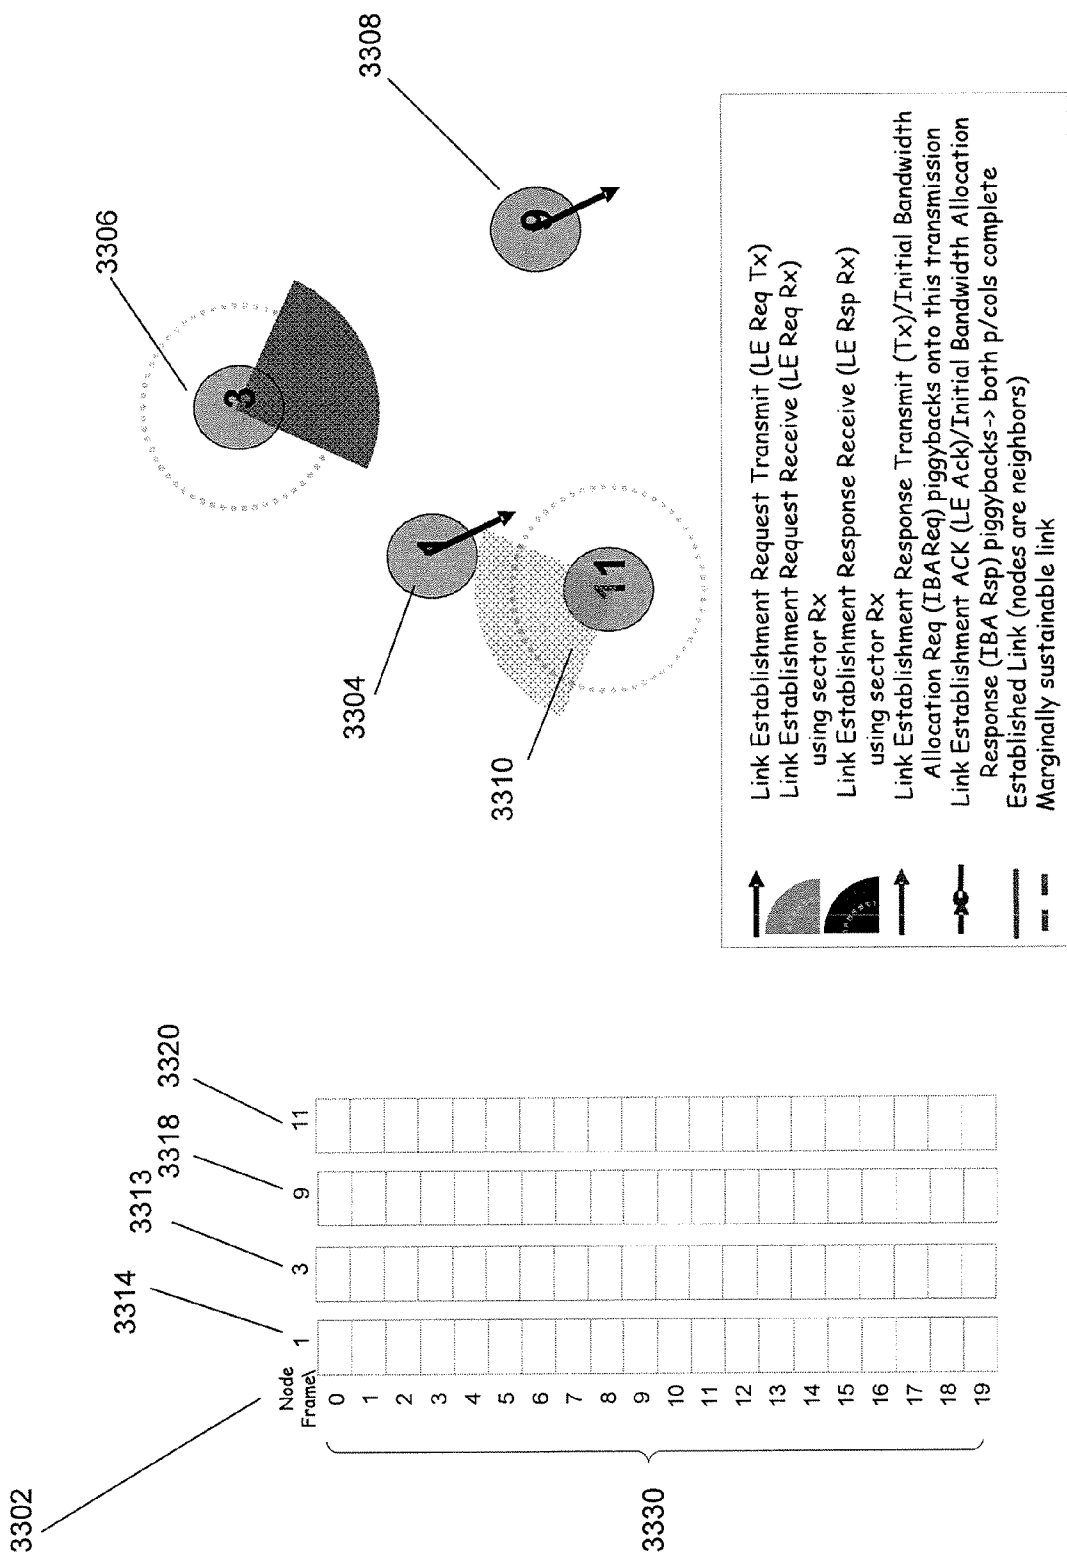 3302
3314
3313
3318
3320
Node
Frame\
1
3
9
11
0
1
2
3
4
5
6
7
8
9
10
11
12
13
14
15
16
17
18
19
3330
3306
3308
3304
3310
3
1
9
11
Link Establishment Request Transmit (LE Req Tx)
Link Establishment Request Receive (LE Req Rx)
using sector Rx
Link Establishment Response Receive (LE Rsp Rx)
using sector Rx
Link Establishment Response Transmit (Tx)/Initial Bandwidth
Allocation Req (IBAReq) piggybacks onto this transmission
Link Establishment ACK (LE Ack)/Initial Bandwidth Allocation
Response (IBA Rsp) piggybacks-> both p/cols complete
Established Link (nodes are neighbors)
Marginally sustainable link